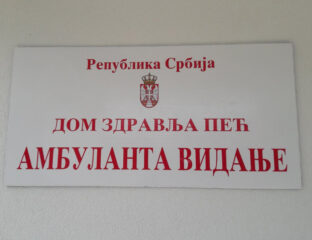 Република Србија
ДОМ ЗДРАВЉА ПЕЋ
АМБУЛАНТА ВИДАЊЕ